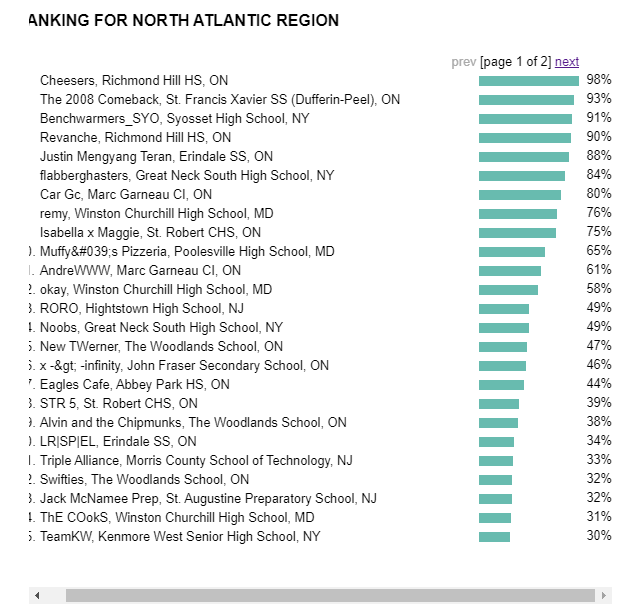 ANKING FOR NORTH ATLANTIC REGION
prev [page 1 of 2] next
Cheesers, Richmond Hill HS, ON 98%
The 2008 Comeback, St. Francis Xavier SS (Dufferin-Peel), ON 93%
Benchwarmers_SYO, Syosset High School, NY 91%
Revanche, Richmond Hill HS, ON 90%
Justin Mengyang Teran, Erindale SS, ON 88%
flabberghasters, Great Neck South High School, NY 84%
Car Gc, Marc Garneau CI, ON 80%
remy, Winston Churchill High School, MD 76%
Isabella x Maggie, St. Robert CHS, ON 75%
0. Muffy&#039;s Pizzeria, Poolesville High School, MD 65%
1. AndreWWW, Marc Garneau CI, ON 61%
2. okay, Winston Churchill High School, MD 58%
3. RORO, Hightstown High School, NJ 49%
4. Noobs, Great Neck South High School, NY 49%
5. New TWerner, The Woodlands School, ON 47%
6. x -&gt; -infinity, John Fraser Secondary School, ON 46%
7. Eagles Cafe, Abbey Park HS, ON 44%
8. STR 5, St. Robert CHS, ON 39%
9. Alvin and the Chipmunks, The Woodlands School, ON 38%
0. LR|SP|EL, Erindale SS, ON 34%
1. Triple Alliance, Morris County School of Technology, NJ 33%
2. Swifties, The Woodlands School, ON 32%
3. Jack McNamee Prep, St. Augustine Preparatory School, NJ 32%
4. ThE COokS, Winston Churchill High School, MD 31%
5. TeamKW, Kenmore West Senior High School, NY 30%